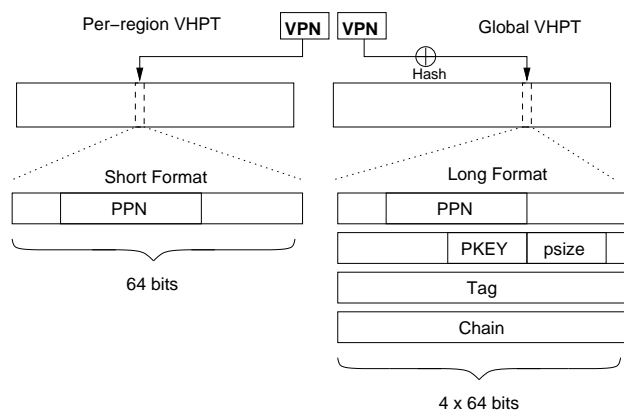 Per-region VHPT
VPN
VPN
Global VHPT
Hash
Short Format
PPN
64 bits
Long Format
PPN
PKEY
psize
Tag
Chain
4 x 64 bits